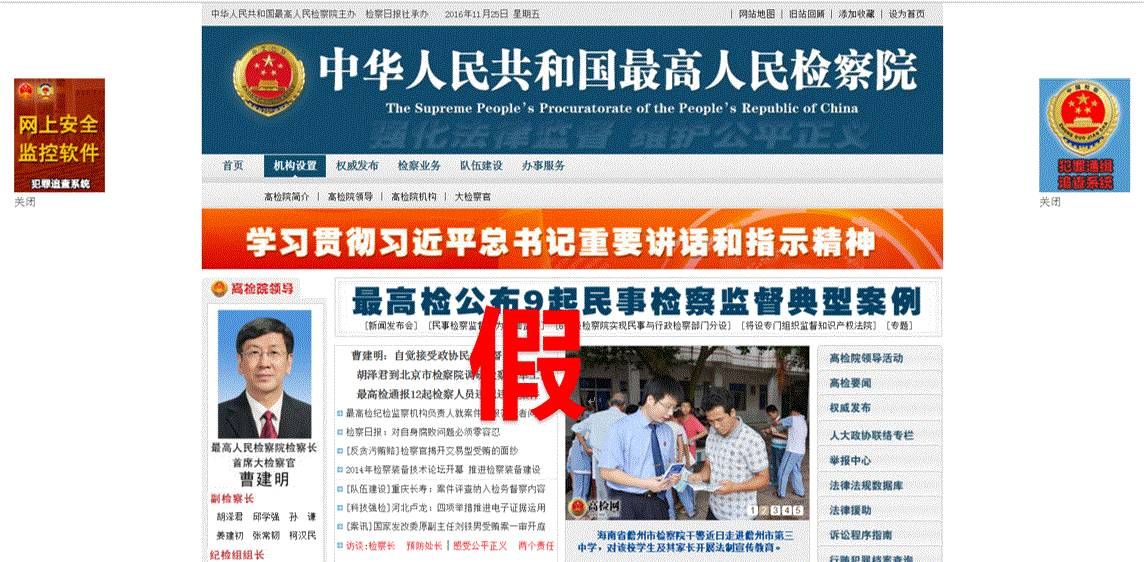 中华人民共和国最高人民检察院主办 检察日报社承办 2016年11月25日 星期五
| 网站地图 | 旧站回顾 | 添加收藏 | 设为首页
中华人民共和国最高人民检察院
The Supreme People's Procuratorate of the People's Republic of China
强化法律监督 维护公平正义
网上安全
监控软件
犯罪追查系统
关闭
犯罪通缉
追查系统
关闭
首页 机构设置 权威发布 检察业务 队伍建设 办事服务
高检院简介 | 高检院领导 | 高检院机构 | 大检察官
学习贯彻习近平总书记重要讲话和指示精神
高检院领导
最高人民检察院检察长
首席大检察官
曹建明
副检察长
胡泽君 邱学强 孙 谦
姜建初 张常韧 柯汉民
纪检组组长
最高检公布9起民事检察监督典型案例
[新闻发布会] [民事检察监督
检察院实现民事与行政检察部门分设] [将设专门组织监督知识产权法院] [专题]
假
曹建明：自觉接受政协民
胡泽君到北京市检察院调
最高检通报12起检察人员
最高检纪检监察机构负责人就案件
检察日报：对自身腐败问题必须零容忍
[反贪污贿赂]检察官揭开交易型受贿的面纱
2014年检察装备技术论坛开幕 推进检察装备建设
[队伍建设]重庆长寿：案件评查纳入检务督察内容
[科技强检]河北卢龙：四项举措推进电子证据运用
[案讯]国家发改委原副主任刘铁男受贿案一审开庭
访谈:检察长 预防处长 | 感受公平正义 两个责任
高检网
1 2 3 4 5
海南省儋州市检察院干警近日走进儋州市第三
中学，对该校学生及其家长开展法制宣传教育。
高检院领导活动
高检要闻
权威发布
人大政协联络专栏
举报中心
法律法规数据库
法律援助
诉讼程序指南
行贿犯罪档案查询